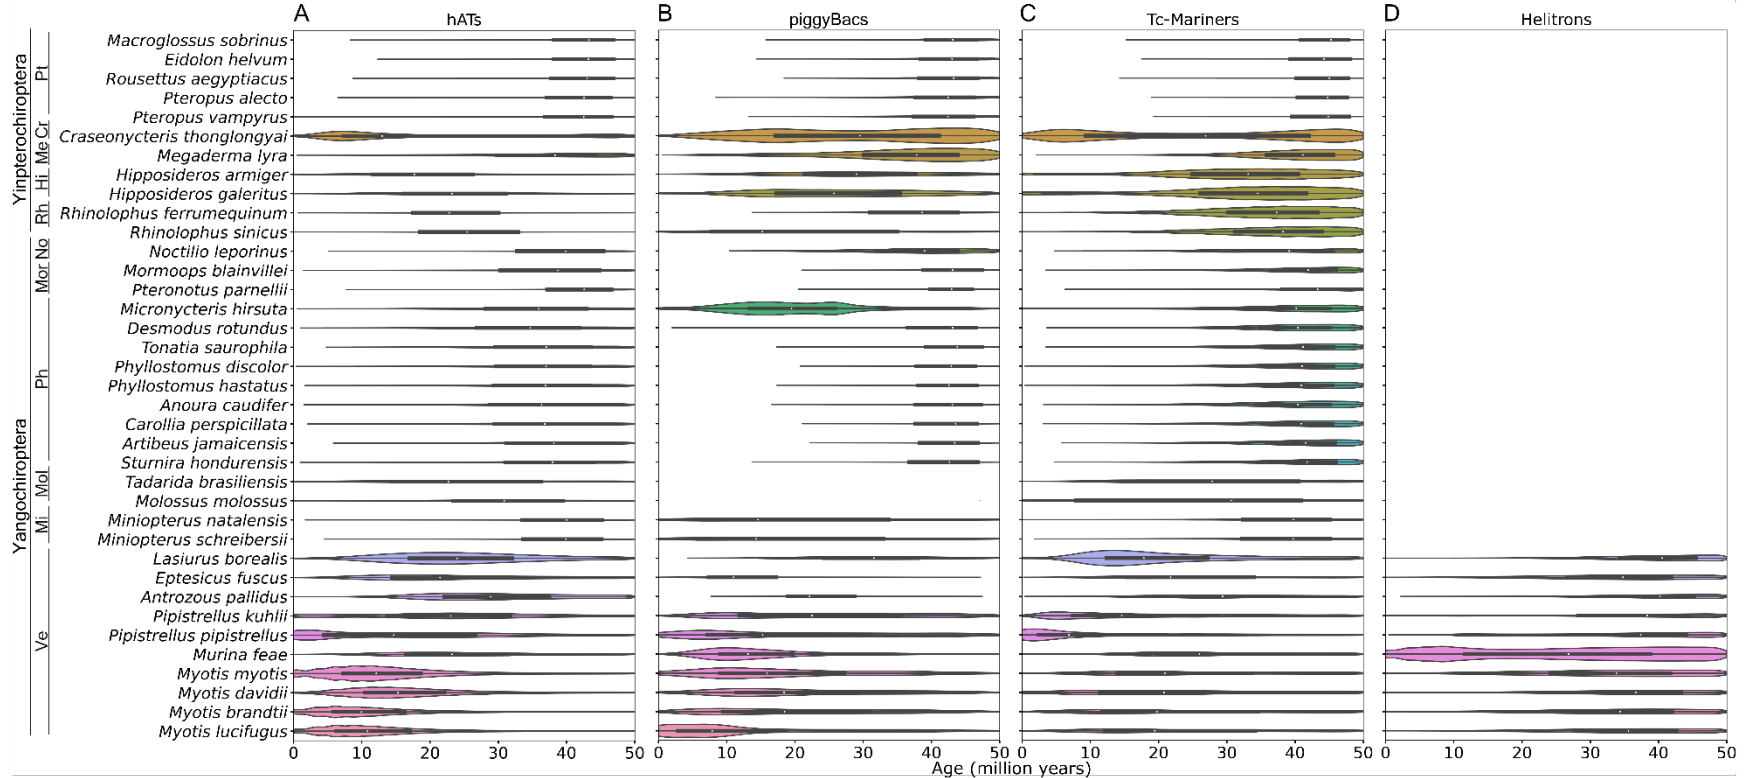 A hATs B piggyBacs C Tc-Mariners D Helitrons
Yinpterochiroptera
Pt
Macroglossus sobrinus
Eidolon helvum
Rousettus aegyptiacus
Pteropus alecto
Pteropus vampyrus
Cr
Craseonycteris thonglongyai
Me
Megaderma lyra
Hi
Hipposideros armiger
Hipposideros galeritus
Rh
Rhinolophus ferrumequinum
Rhinolophus sinicus
Yangochiroptera
No
Noctilio leporinus
Mor
Mormoops blainvillei
Pteronotus parnellii
Ph
Micronycteris hirsuta
Desmodus rotundus
Tonatia saurophila
Phyllostomus discolor
Phyllostomus hastatus
Anoura caudifer
Carollia perspicillata
Artibeus jamaicensis
Sturnira hondurensis
Mol
Tadarida brasiliensis
Molossus molossus
Mi
Miniopterus natalensis
Miniopterus schreibersii
Ve
Lasiurus borealis
Eptesicus fuscus
Antrozous pallidus
Pipistrellus kuhlii
Pipistrellus pipistrellus
Murina feae
Myotis myotis
Myotis davidii
Myotis brandtii
Myotis lucifugus
0 10 20 30 40 50 0 10 20 30 40 50 0 10 20 30 40 50 0 10 20 30 40 50
Age (million years)